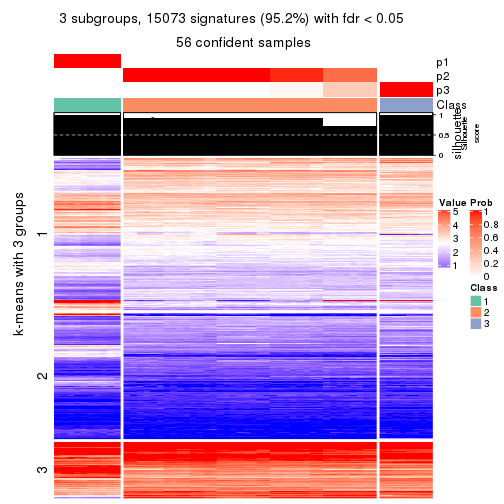 3 subgroups, 15073 signatures (95.2%) with fdr < 0.05
56 confident samples
p1
p2
p3
Class
1
0.5
0
silhouette
Silhouette
score
k-means with 3 groups
1
2
3
Value
5
4
3
2
1
Prob
1
0.8
0.6
0.4
0.2
0
Class
1
2
3